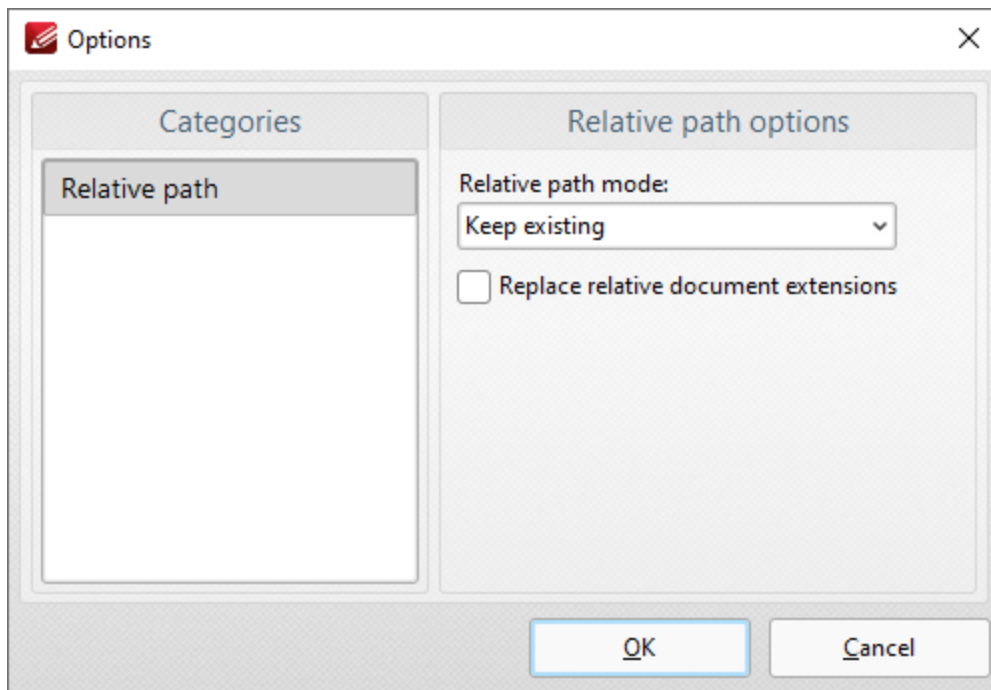 Options
Categories
Relative path
Relative path options
Relative path mode:
Keep existing
Replace relative document extensions
OK
Cancel